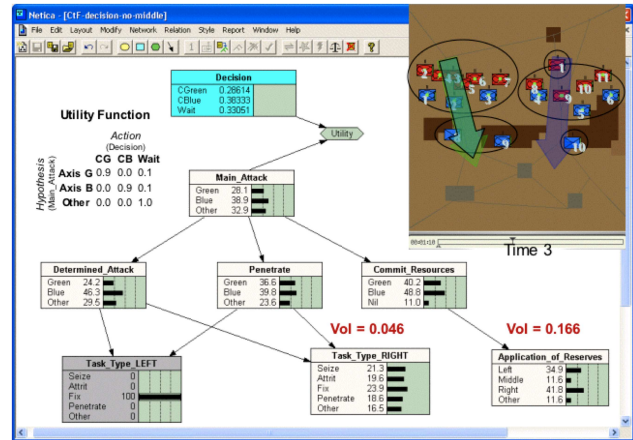 Netica - [CtF-decision-no-middle]
File Edit Layout Modify Network Relation Style Report Window Help
Decision
CGreen 0.28614
CBlue 0.38333
Wait 0.33051
Utility
Utility Function
Action
(Decision)
CG CB Wait
Hypothesis
(Main_Attack)
Axis G 0.9 0.0 0.1
Axis B 0.0 0.9 0.1
Other 0.0 0.0 1.0
Main_Attack
Green 28.1
Blue 38.9
Other 32.9
00:01:10
Time 3
Determined_Attack
Green 24.2
Blue 46.3
Other 29.5
Penetrate
Green 36.6
Blue 39.8
Other 23.6
Commit_Resources
Green 40.2
Blue 48.8
Nil 11.0
VoI = 0.046
VoI = 0.166
Task_Type_LEFT
Seize 0
Attrit 0
Fix 100
Penetrate 0
Other 0
Task_Type_RIGHT
Seize 21.3
Attrit 19.6
Fix 23.9
Penetrate 18.6
Other 16.5
Application_of_Reserves
Left 34.9
Middle 11.6
Right 41.8
Other 11.6